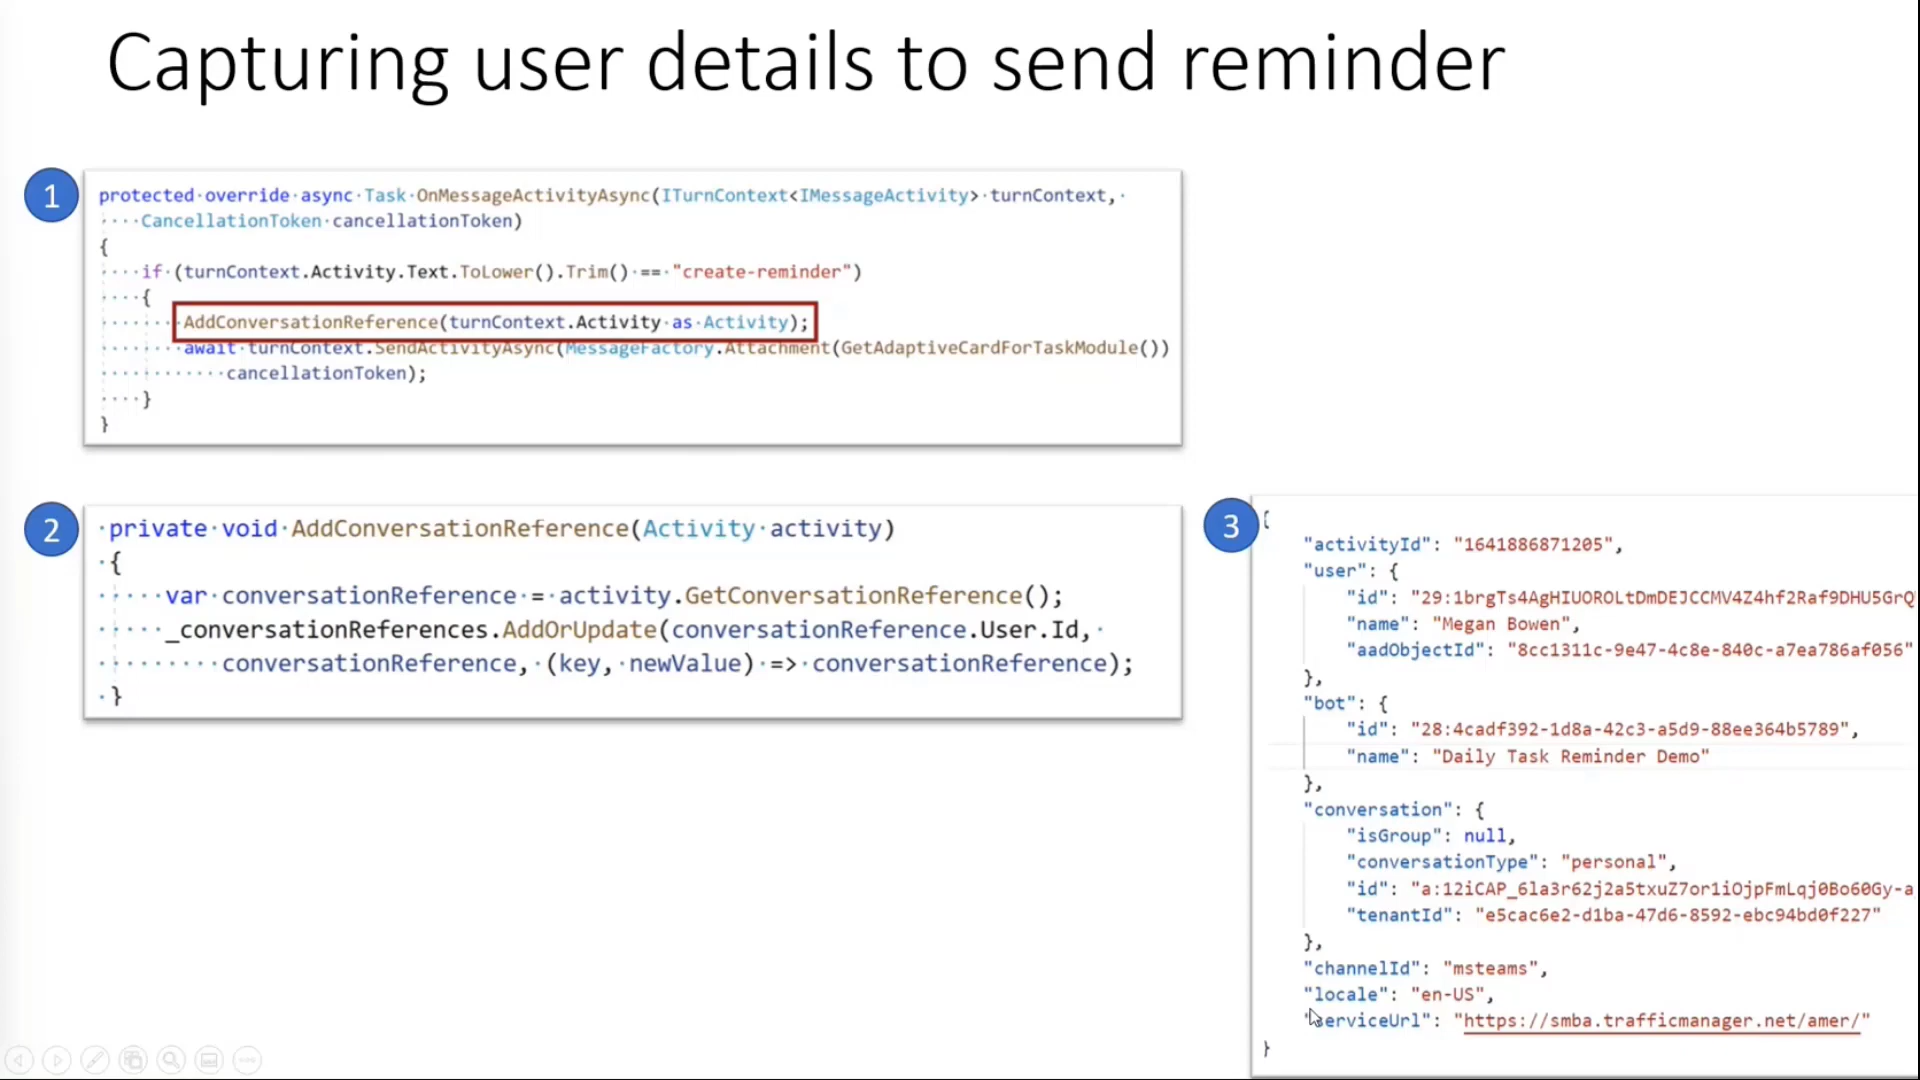 Capturing user details to send reminder
1
protected override async Task OnMessageActivityAsync(ITurnContext<IMessageActivity> turnContext,
CancellationToken cancellationToken)
{
if (turnContext.Activity.Text.ToLower().Trim() == "create-reminder")
{
AddConversationReference(turnContext.Activity as Activity);
await turnContext.SendActivityAsync(MessageFactory.Attachment(GetAdaptiveCardForTaskModule())
cancellationToken);
}
}
2
private void AddConversationReference(Activity activity)
{
var conversationReference = activity.GetConversationReference();
_conversationReferences.AddOrUpdate(conversationReference.User.Id,
conversationReference, (key, newValue) => conversationReference);
}
3
{
"activityId": "1641886871205",
"user": {
"id": "29:1brgTs4AgHIUOROLtDmDEJCCMV4Z4hf2Raf9DHU5GrQ
"name": "Megan Bowen",
"aadObjectId": "8cc1311c-9e47-4c8e-840c-a7ea786af056"
},
"bot": {
"id": "28:4cadf392-1d8a-42c3-a5d9-88ee364b5789",
"name": "Daily Task Reminder Demo"
},
"conversation": {
"isGroup": null,
"conversationType": "personal",
"id": "a:12iCAP_6la3r62j2a5txuZ7or1iOjpFmLqj0Bo60Gy-a
"tenantId": "e5cac6e2-d1ba-47d6-8592-ebc94bd0f227"
},
"channelId": "msteams",
"locale": "en-US",
"serviceUrl": "https://smba.trafficmanager.net/amer/"
}